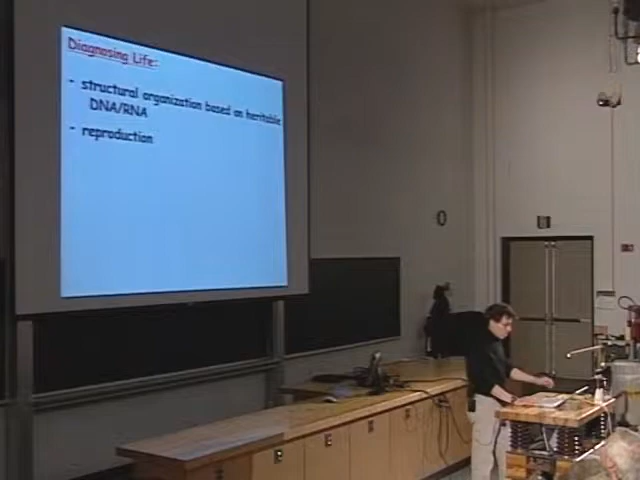 Diagnosing Life:
- structural organization based on heritable
DNA/RNA
- reproduction